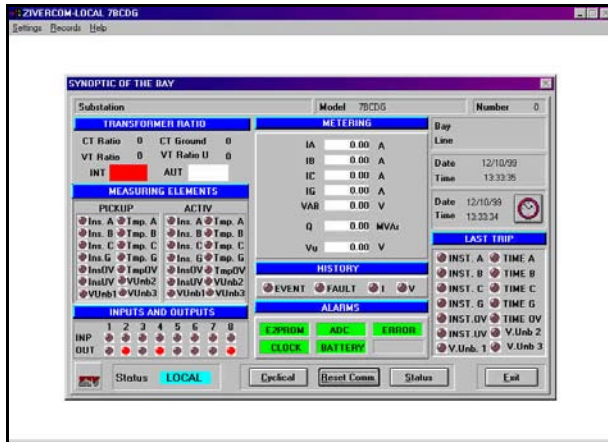 ZIVERCOM-LOCAL 7BCDG
Settings Records Help
SYNOPTIC OF THE BAY
Substation
Model 7BCDG
Number 0
TRANSFORMER RATIO
CT Ratio 0 CT Ground 0
VT Ratio 0 VT Ratio U 0
INT AUT
MEASURING ELEMENTS
PICKUP ACTIV
Ins. A Tmp. A Ins. A Tmp. A
Ins. B Tmp. B Ins. B Tmp. B
Ins. C Tmp. C Ins. C Tmp. C
Ins. G Tmp. G Ins. G Tmp. G
InsOV TmpOV InsOV TmpOV
InsUV VUnb2 InsUV VUnb2
VUnb1 VUnb3 VUnb1 VUnb3
INPUTS AND OUTPUTS
1 2 3 4 5 6 7 8
INP
OUT
METERING
IA 0.00 A
IB 0.00 A
IC 0.00 A
IG 0.00 A
VAB 0.00 V
Q 0.00 MVAr
Vu 0.00 V
HISTORY
EVENT FAULT I V
ALARMS
E2PROM ADC ERROR
CLOCK BATTERY
Bay
Line
Date 12/10/99
Time 13:33:35
Date 12/10/99
Time 13:33:34
LAST TRIP
INST. A TIME A
INST. B TIME B
INST. C TIME C
INST. G TIME G
INST.OV TIME OV
INST.UV V.Unb 2
V.Unb. 1 V.Unb 3
Status LOCAL
Cyclical Reset Comm Status Exit